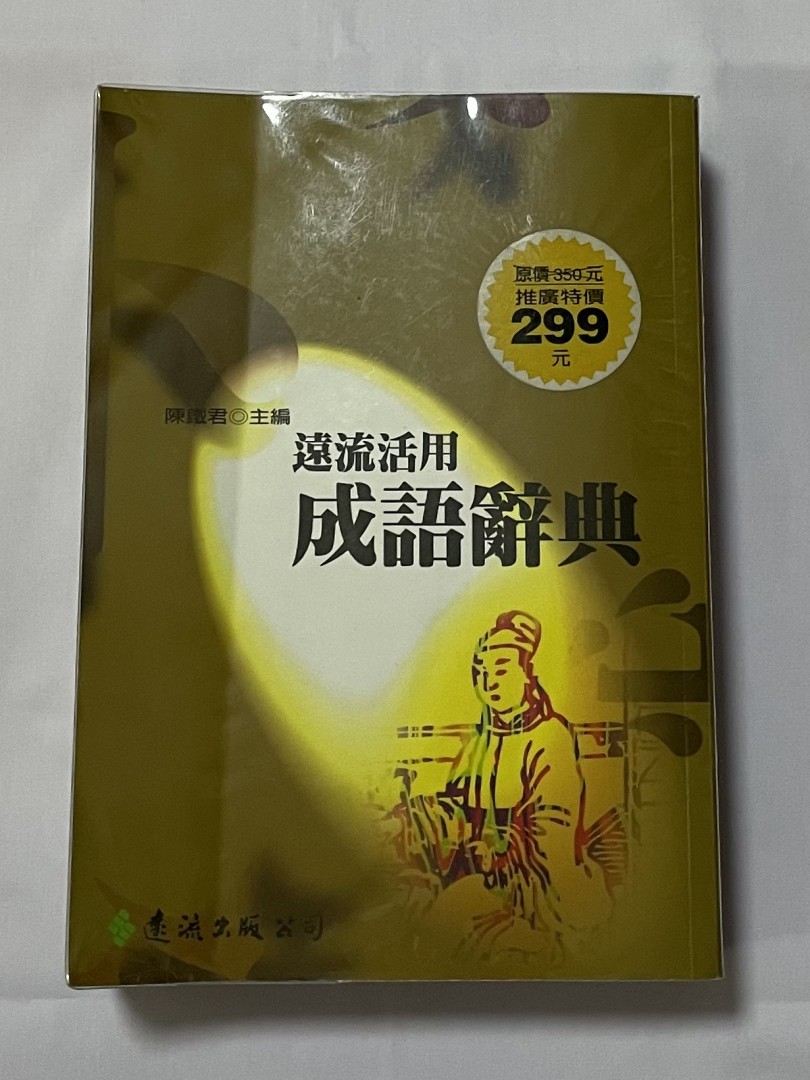 原價350元
推廣特價
299
元
陳鐵君◎主編
遠流活用
成語辭典
遠流出版公司